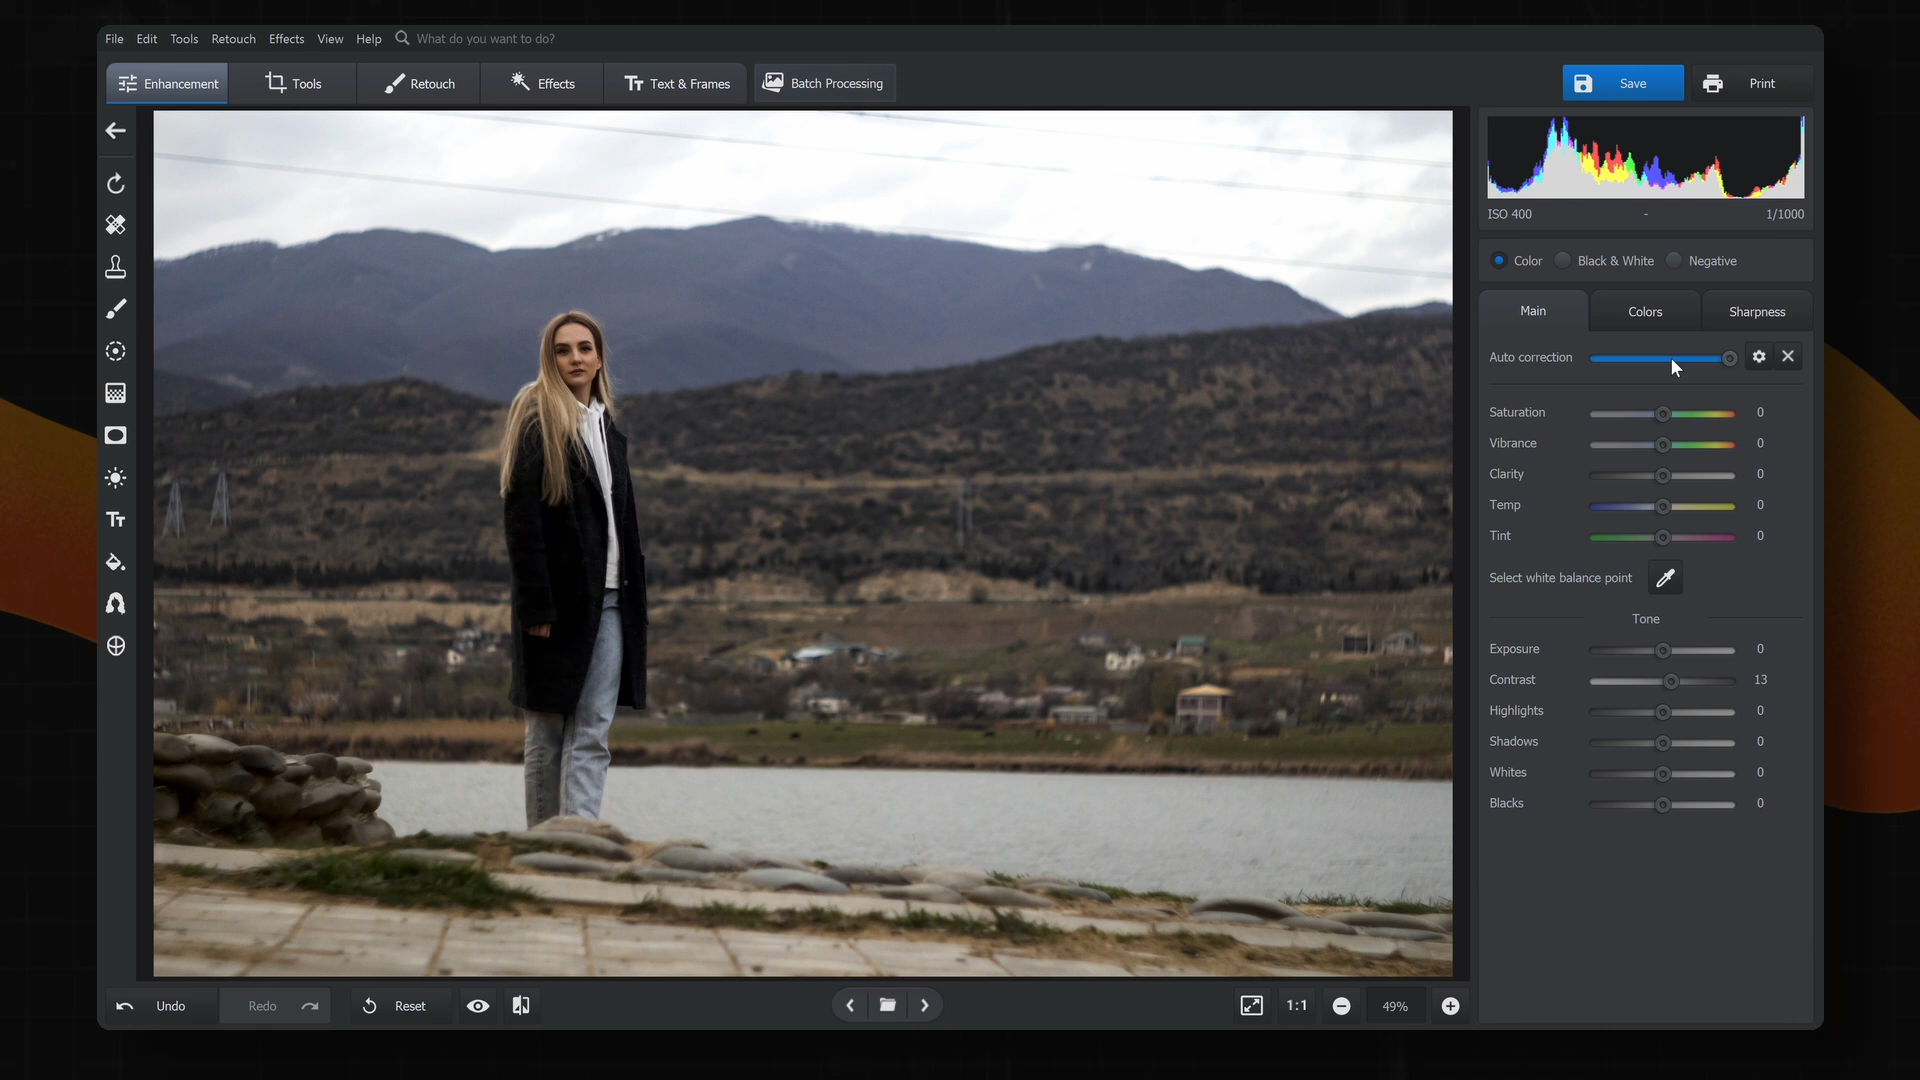 File Edit Tools Retouch Effects View Help What do you want to do?
Enhancement Tools Retouch Effects Text & Frames Batch Processing Save Print
ISO 400 - 1/1000
Color Black & White Negative
Main Colors Sharpness
Auto correction
Saturation 0
Vibrance 0
Clarity 0
Temp 0
Tint 0
Select white balance point
Tone
Exposure 0
Contrast 13
Highlights 0
Shadows 0
Whites 0
Blacks 0
Undo Redo Reset 1:1 49%